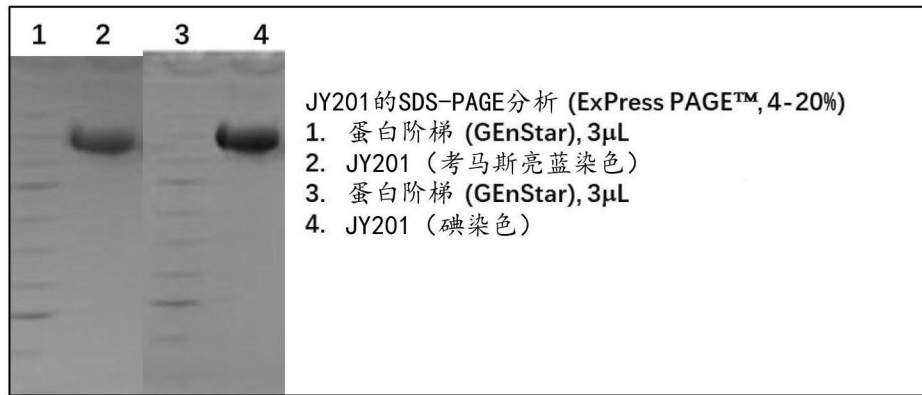 1 2 3 4
JY201的SDS-PAGE分析 (ExPress PAGE™, 4-20%)
1. 蛋白阶梯 (GEnStar), 3μL
2. JY201（考马斯亮蓝染色）
3. 蛋白阶梯 (GEnStar), 3μL
4. JY201（碘染色）